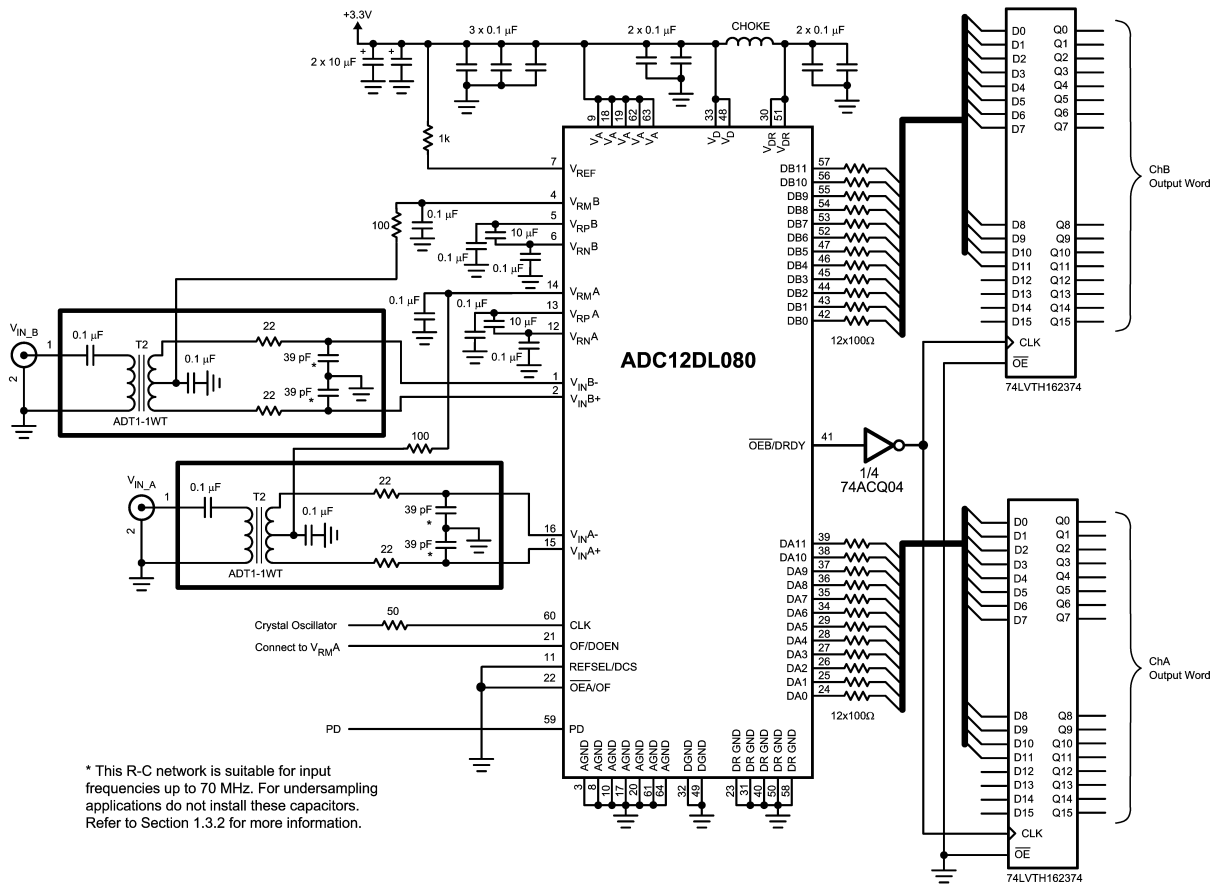 +3.3V
2 x 10 µF
+
+
3 x 0.1 µF
2 x 0.1 µF
CHOKE
2 x 0.1 µF
1k
9
18
19
62
63
33
48
30
51
VA
VA
VA
VA
VA
VD
VD
VDR
VDR
7
VREF
4
VRMB
5
VRPB
6
VRNB
14
VRMA
13
VRPA
12
VRNA
1
VINB-
2
VINB+
16
VINA-
15
VINA+
60
CLK
21
OF/DOEN
11
REFSEL/DCS
22
OEA/OF
59
PD
100
0.1 µF
10 µF
0.1 µF
0.1 µF
0.1 µF
0.1 µF
10 µF
0.1 µF
VIN_B
1
2
0.1 µF
T2
ADT1-1WT
0.1 µF
22
22
39 pF
*
39 pF
*
100
VIN_A
1
2
0.1 µF
T2
ADT1-1WT
0.1 µF
22
22
39 pF
*
39 pF
*
Crystal Oscillator
50
Connect to VRMA
PD
ADC12DL080
DB11
57
DB10
56
DB9
55
DB8
54
DB7
53
DB6
52
DB5
47
DB4
46
DB3
45
DB2
44
DB1
43
DB0
42
12x100Ω
OEB/DRDY
41
1/4
74ACQ04
DA11
39
DA10
38
DA9
37
DA8
36
DA7
35
DA6
34
DA5
29
DA4
28
DA3
27
DA2
26
DA1
25
DA0
24
12x100Ω
AGND
AGND
AGND
AGND
AGND
AGND
AGND
DGND
DGND
DR GND
DR GND
DR GND
DR GND
DR GND
3
8
10
17
20
61
64
32
49
23
31
40
50
58
D0
Q0
D1
Q1
D2
Q2
D3
Q3
D4
Q4
D5
Q5
D6
Q6
D7
Q7
D8
Q8
D9
Q9
D10
Q10
D11
Q11
D12
Q12
D13
Q13
D14
Q14
D15
Q15
CLK
OE
74LVTH162374
ChB
Output Word
D0
Q0
D1
Q1
D2
Q2
D3
Q3
D4
Q4
D5
Q5
D6
Q6
D7
Q7
D8
Q8
D9
Q9
D10
Q10
D11
Q11
D12
Q12
D13
Q13
D14
Q14
D15
Q15
CLK
OE
74LVTH162374
ChA
Output Word
* This R-C network is suitable for input
frequencies up to 70 MHz. For undersampling
applications do not install these capacitors.
Refer to Section 1.3.2 for more information.